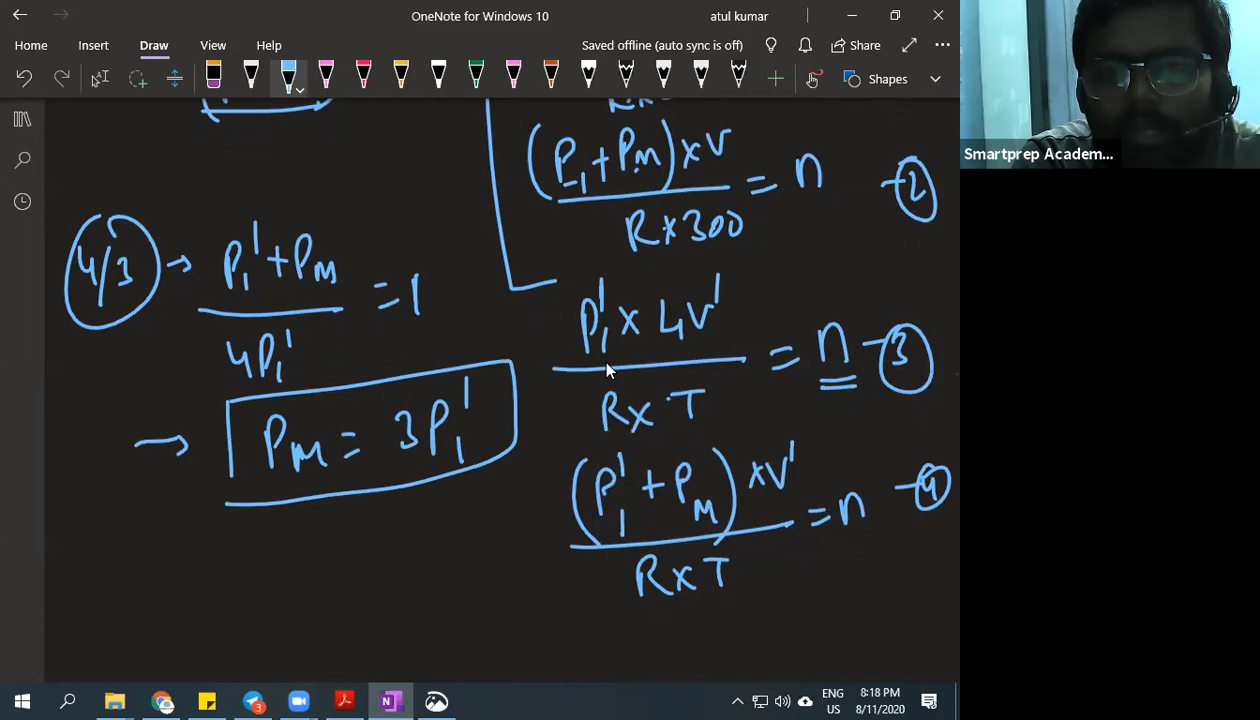 OneNote for Windows 10
atul kumar
Home Insert Draw View Help
Saved offline (auto sync is off)
Share
Shapes
(P₁+Pₘ)×V
= n -②
R×300
4/3 → P₁'+Pₘ
= 1
4P₁'
→ Pₘ = 3P₁'
P₁' × 4V'
= n -③
R×T
(P₁' + Pₘ) ×V'
= n -④
R×T
Smartprep Academ...
ENG
US
8:18 PM
8/11/2020
3